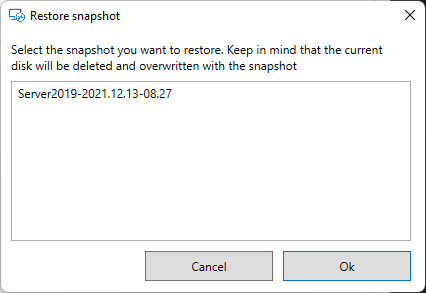 Restore snapshot
Select the snapshot you want to restore. Keep in mind that the current
disk will be deleted and overwritten with the snapshot
Server2019-2021.12.13-08.27
Cancel
Ok